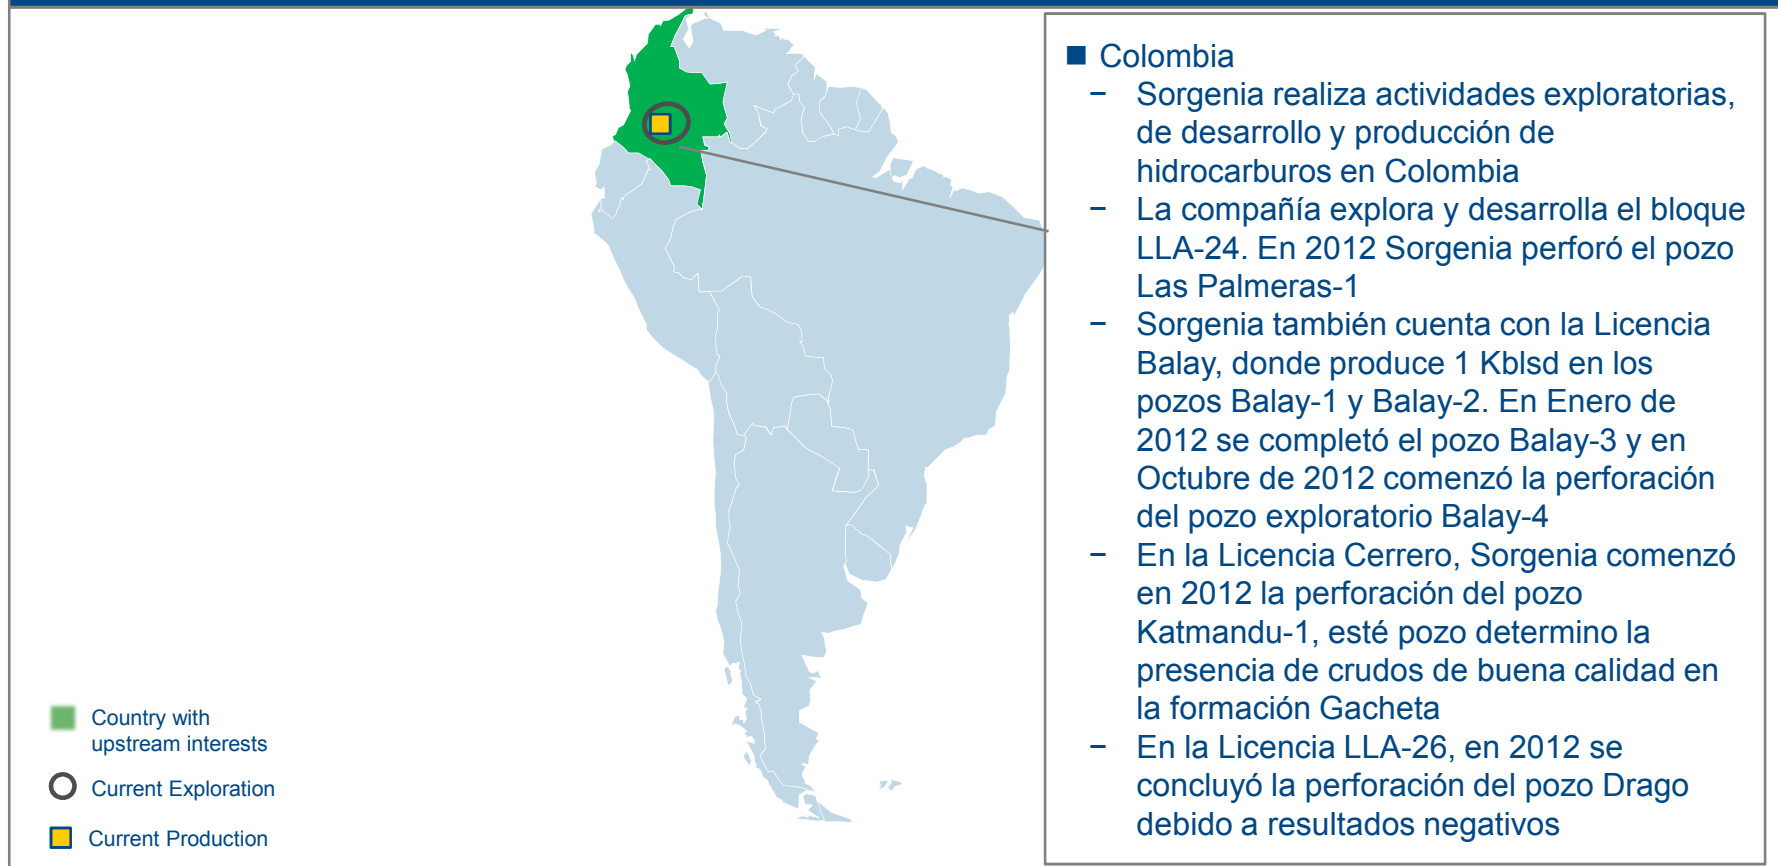 Colombia
− Sorgenia realiza actividades exploratorias,
de desarrollo y producción de
hidrocarburos en Colombia
− La compañía explora y desarrolla el bloque
LLA-24. En 2012 Sorgenia perforó el pozo
Las Palmeras-1
− Sorgenia también cuenta con la Licencia
Balay, donde produce 1 Kblsd en los
pozos Balay-1 y Balay-2. En Enero de
2012 se completó el pozo Balay-3 y en
Octubre de 2012 comenzó la perforación
del pozo exploratorio Balay-4
− En la Licencia Cerrero, Sorgenia comenzó
en 2012 la perforación del pozo
Katmandu-1, esté pozo determino la
presencia de crudos de buena calidad en
la formación Gacheta
− En la Licencia LLA-26, en 2012 se
concluyó la perforación del pozo Drago
debido a resultados negativos
Country with
upstream interests
Current Exploration
Current Production